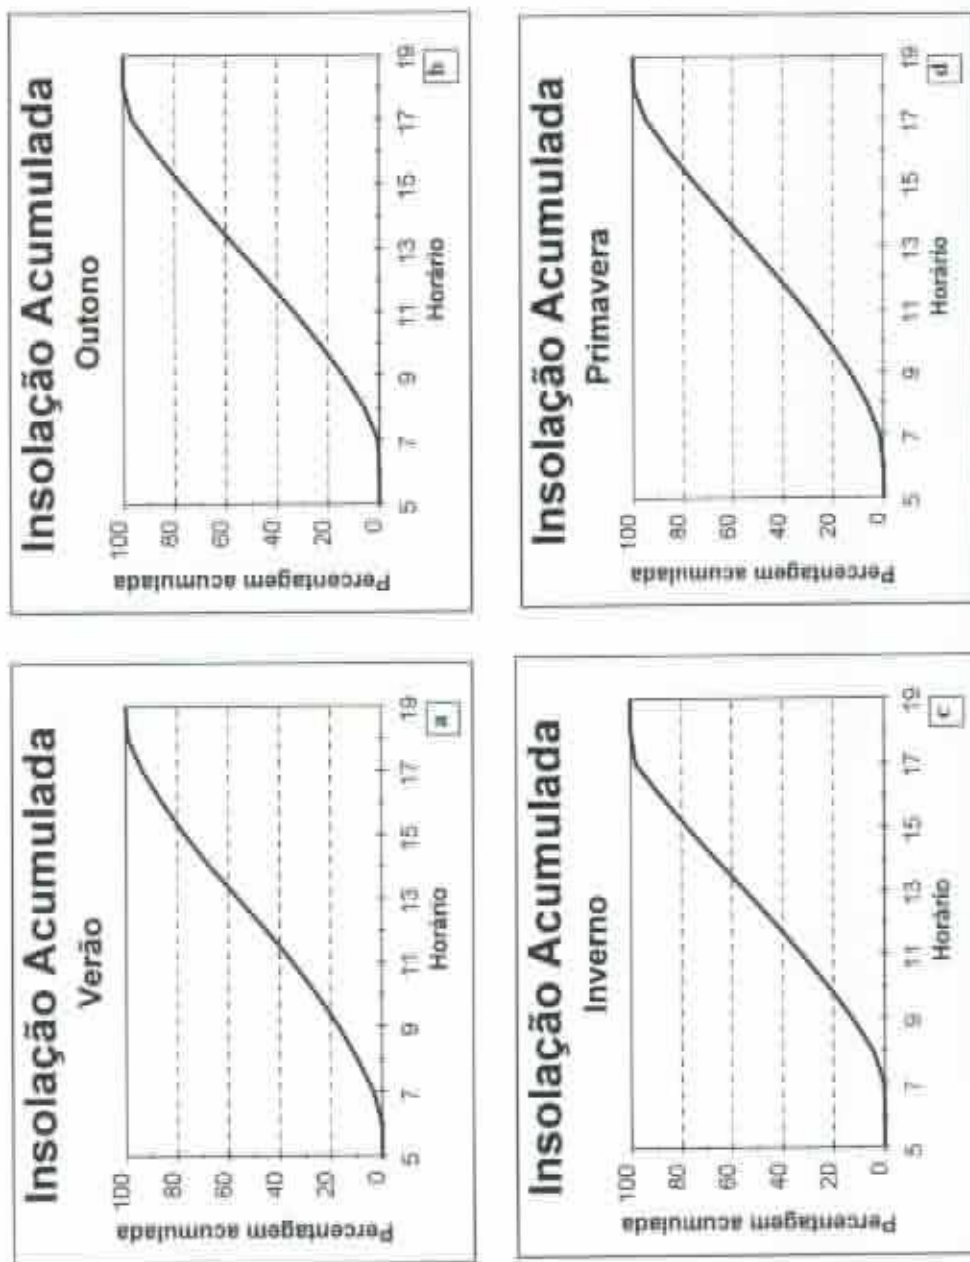 Insolação Acumulada
Verão
Percentagem acumulada
100
80
60
40
20
0
5 7 9 11 13 15 17 19
Horário
a
Insolação Acumulada
Outono
Percentagem acumulada
100
80
60
40
20
0
5 7 9 11 13 15 17 19
Horário
b
Insolação Acumulada
Inverno
Percentagem acumulada
100
80
60
40
20
0
5 7 9 11 13 15 17 19
Horário
c
Insolação Acumulada
Primavera
Percentagem acumulada
100
80
60
40
20
0
5 7 9 11 13 15 17 19
Horário
d